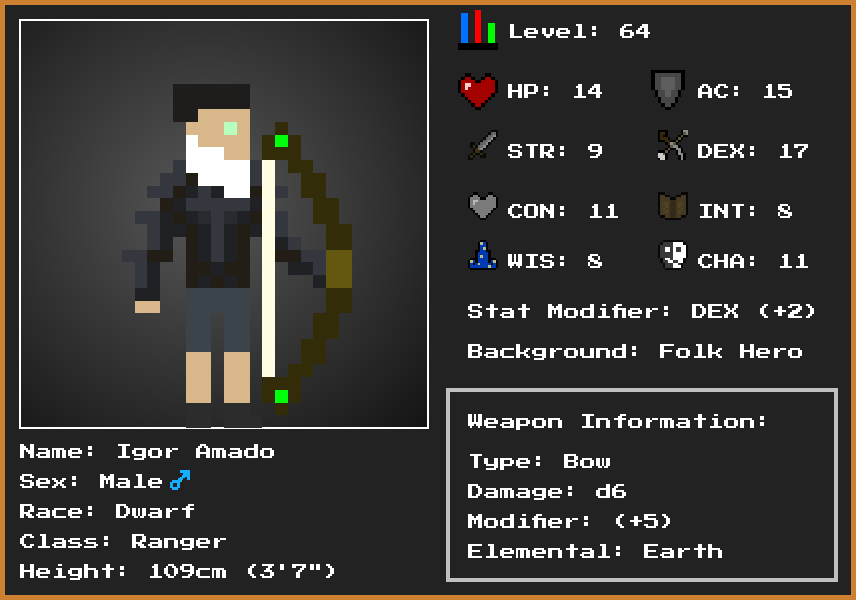 Level: 64
HP: 14
AC: 15
STR: 9
DEX: 17
CON: 11
INT: 8
WIS: 8
CHA: 11
Stat Modifier: DEX (+2)
Background: Folk Hero
Weapon Information:
Type: Bow
Damage: d6
Modifier: (+5)
Elemental: Earth
Name: Igor Amado
Sex: Male ♂
Race: Dwarf
Class: Ranger
Height: 109cm (3'7")